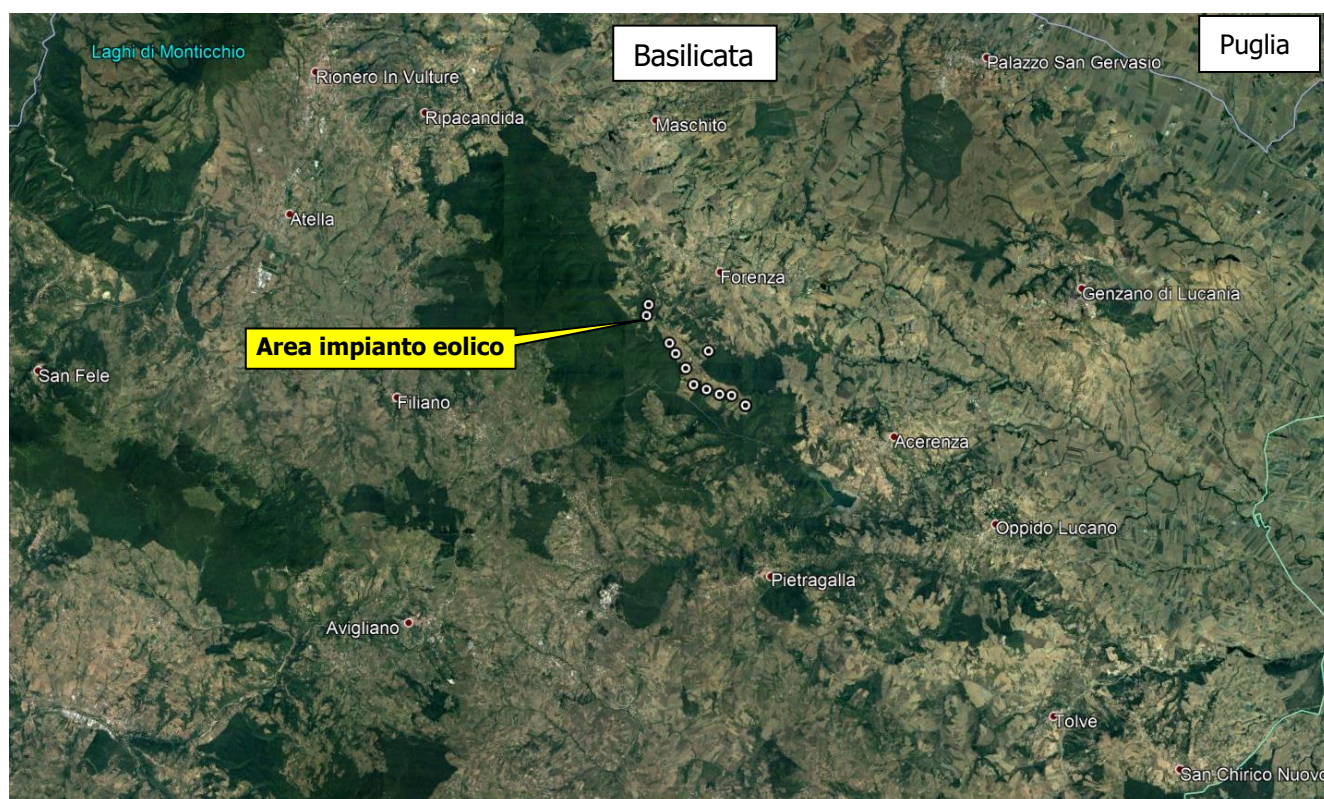 Laghi di Monticchio
Basilicata
Puglia
Rionero In Vulture
Palazzo San Gervasio
Ripacandida
Maschito
Atella
Forenza
Genzano di Lucania
Area impianto eolico
San Fele
Filiano
Acerenza
Oppido Lucano
Pietragalla
Avigliano
Tolve
San Chirico Nuovo